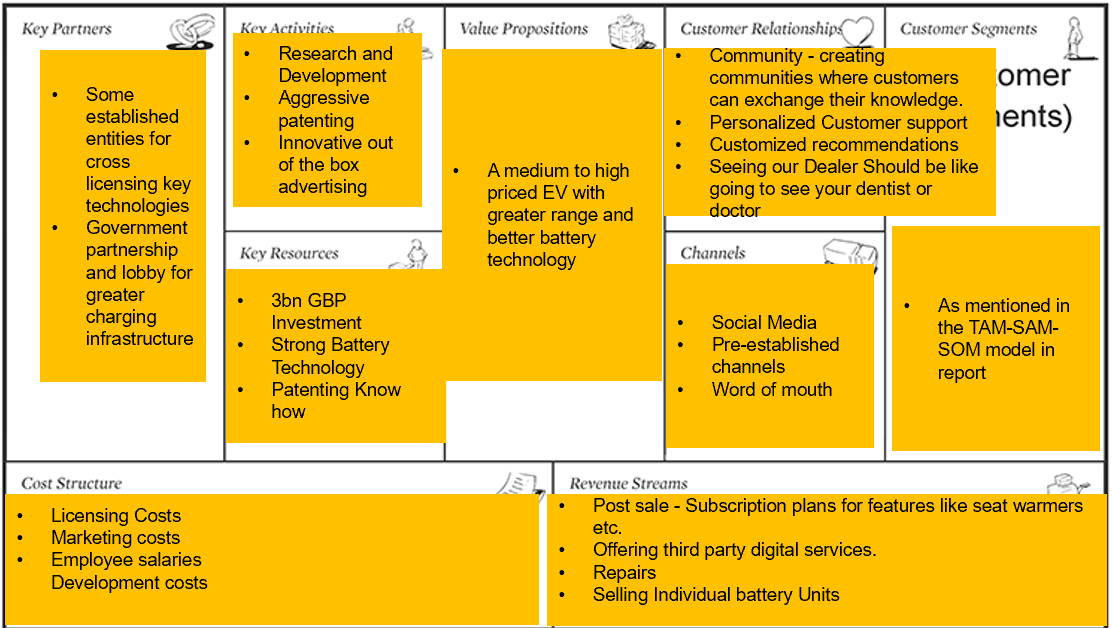 Key Partners
• Some
established
entities for
cross
licensing key
technologies
• Government
partnership
and lobby for
greater
charging
infrastructure
Key Activities
• Research and
Development
• Aggressive
patenting
• Innovative out
of the box
advertising
Key Resources
• 3bn GBP
Investment
• Strong Battery
Technology
• Patenting Know
how
Value Propositions
• A medium to high
priced EV with
greater range and
better battery
technology
Customer Relationships
• Community - creating
communities where customers
can exchange their knowledge.
• Personalized Customer support
• Customized recommendations
• Seeing our Dealer Should be like
going to see your dentist or
doctor
Channels
• Social Media
• Pre-established
channels
• Word of mouth
Customer Segments
• As mentioned in
the TAM-SAM-
SOM model in
report
Cost Structure
• Licensing Costs
• Marketing costs
• Employee salaries
Development costs
Revenue Streams
• Post sale - Subscription plans for features like seat warmers
etc.
• Offering third party digital services.
• Repairs
• Selling Individual battery Units